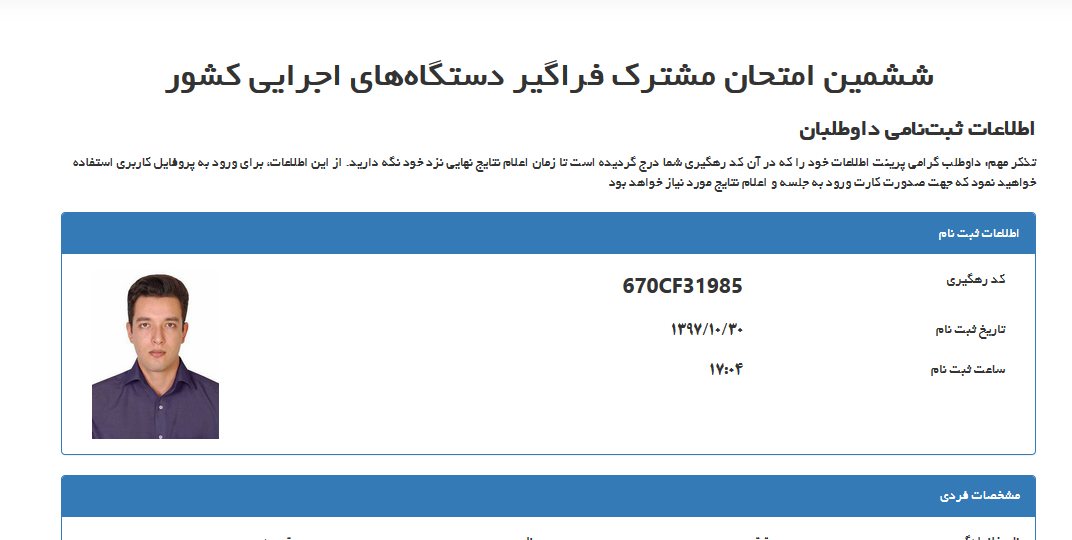 ششمین امتحان مشترک فراگیر دستگاه‌های اجرایی کشور
اطلاعات ثبت‌نامی داوطلبان
تذکر مهم: داوطلب گرامی پرینت اطلاعات خود را که در آن کد رهگیری شما درج گردیده است تا زمان اعلام نتایج نهایی نزد خود نگه دارید. از این اطلاعات، برای ورود به پروفایل کاربری استفاده
خواهید نمود که جهت صدورت کارت ورود به جلسه و اعلام نتایج مورد نیاز خواهد بود
اطلاعات ثبت نام
کد رهگیری 670CF31985
تاریخ ثبت نام ۱۳۹۷/۱۰/۳۰
ساعت ثبت نام ۱۷:۰۴
مشخصات فردی